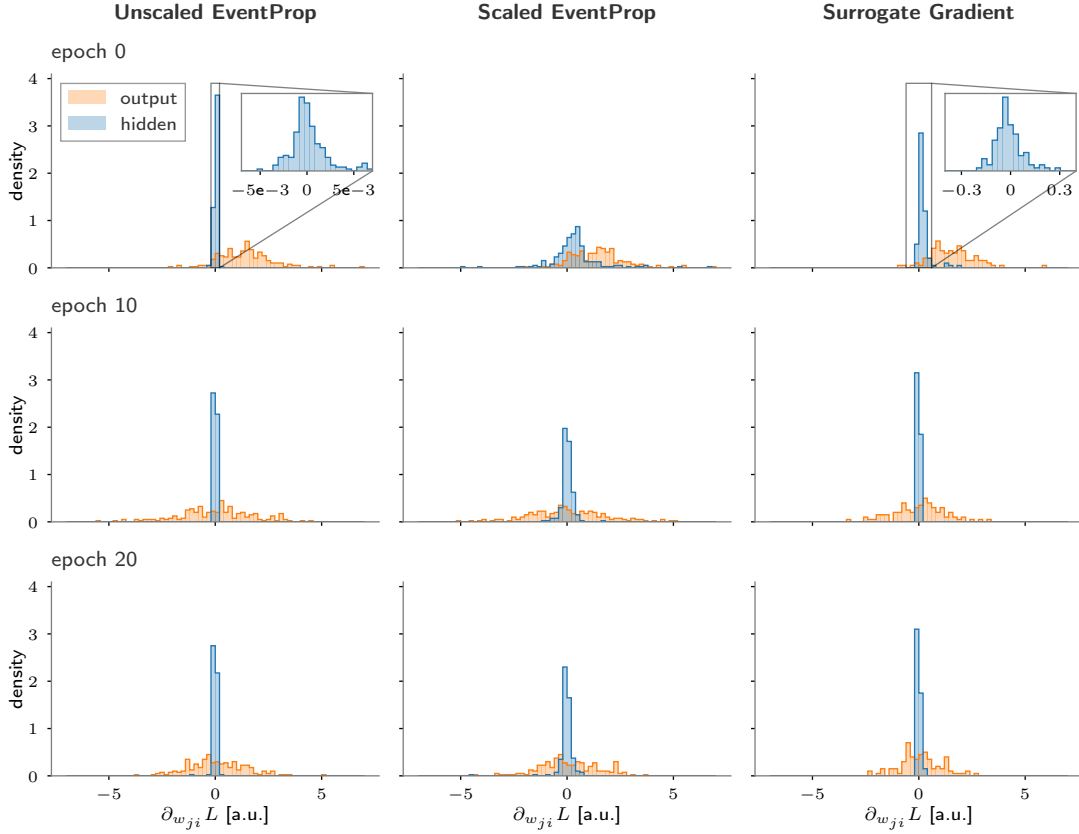 Unscaled EventProp Scaled EventProp Surrogate Gradient
epoch 0
4
3
2
1
0
density
output
hidden
−5e−3 0 5e−3
−0.3 0 0.3
epoch 10
4
3
2
1
0
density
epoch 20
4
3
2
1
0
density
−5 0 5 −5 0 5 −5 0 5
∂wji L [a.u.] ∂wji L [a.u.] ∂wji L [a.u.]